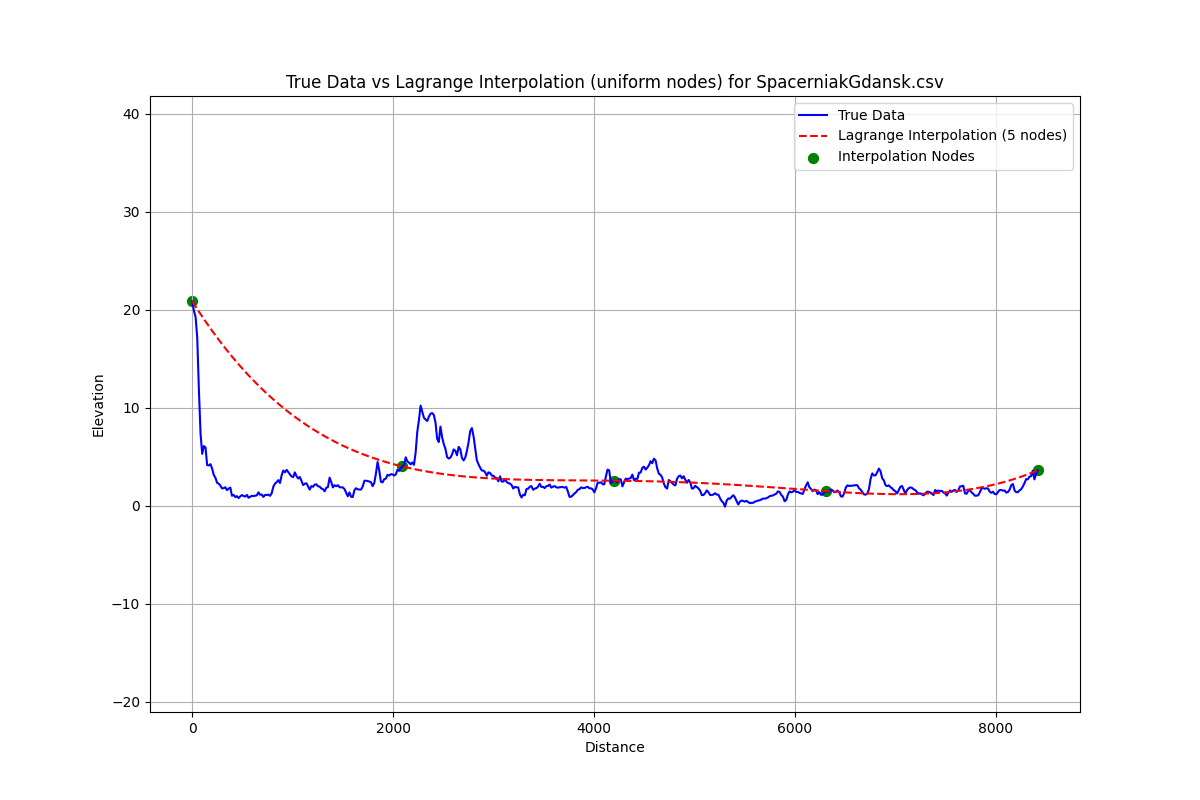 True Data vs Lagrange Interpolation (uniform nodes) for SpacerniakGdansk.csv
True Data
Lagrange Interpolation (5 nodes)
Interpolation Nodes
Elevation
40
30
20
10
0
−10
−20
0 2000 4000 6000 8000
Distance